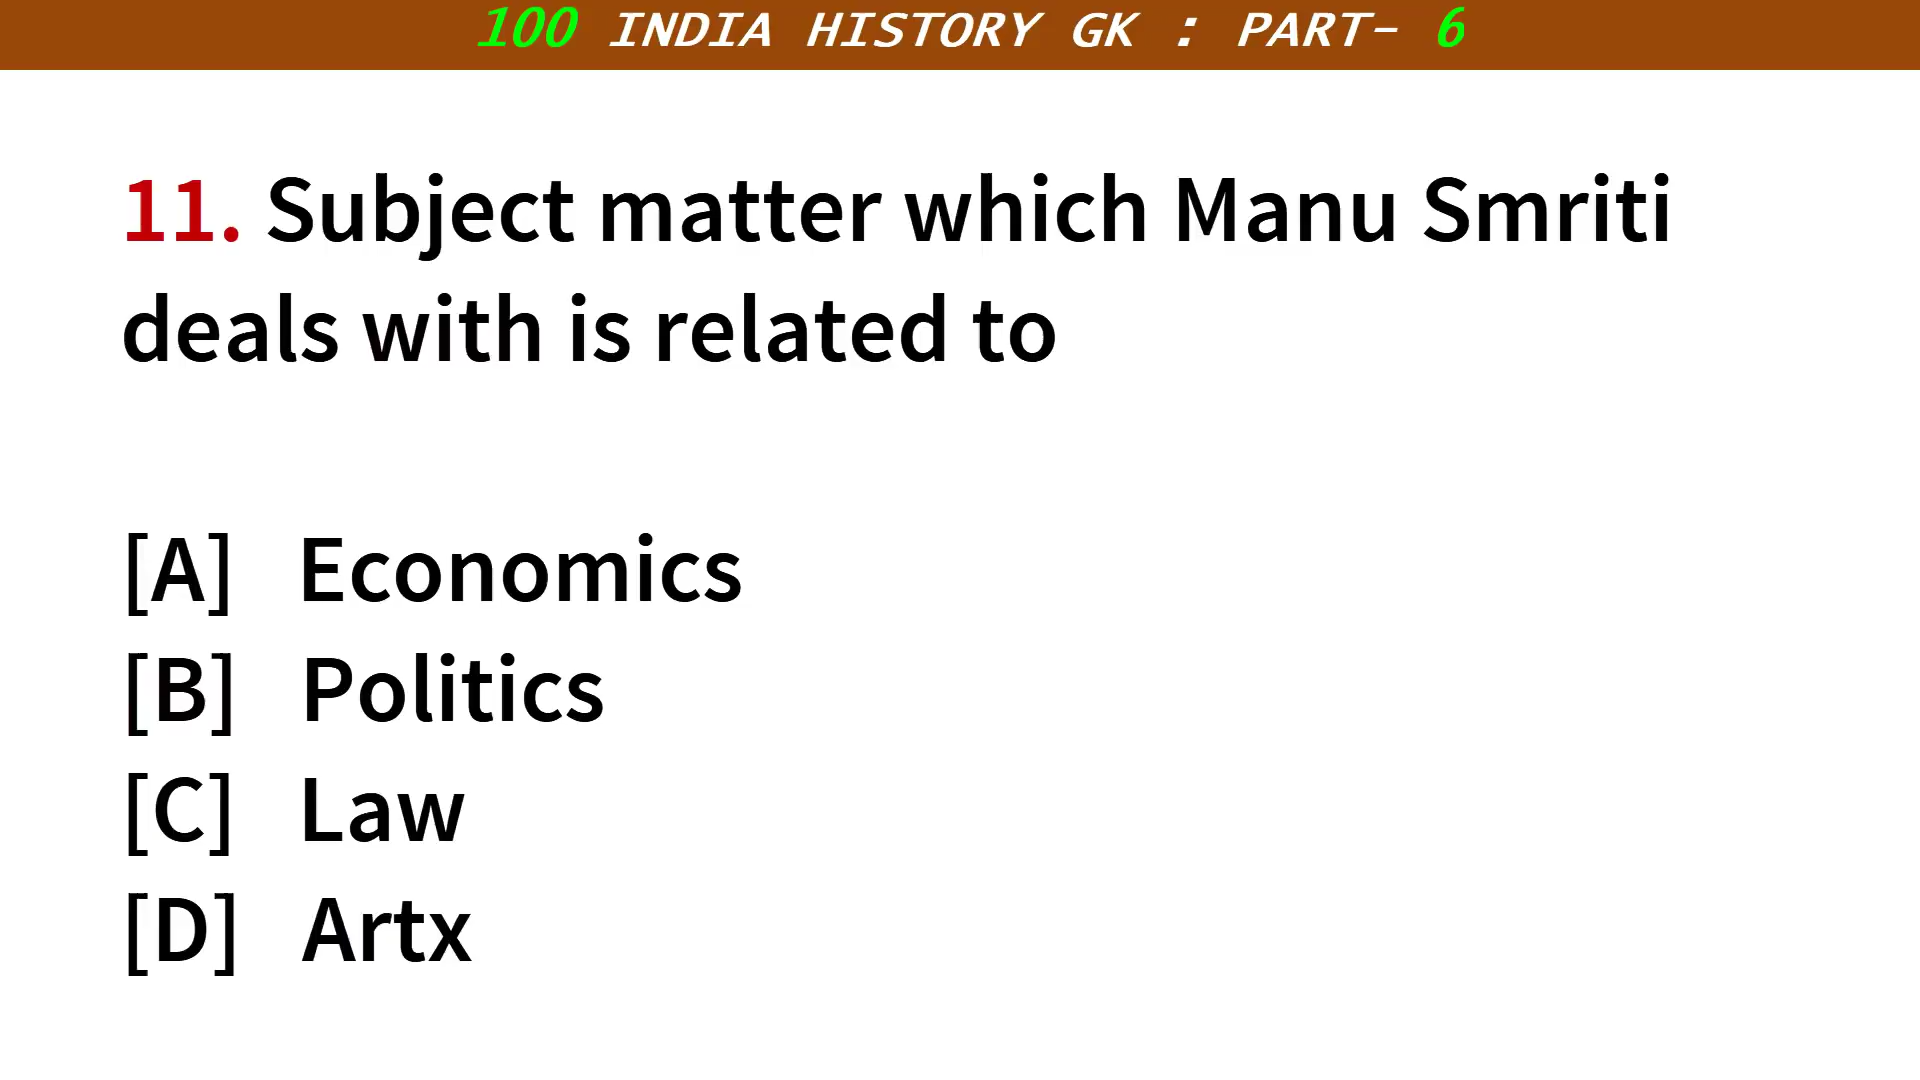 100 INDIA HISTORY GK : PART- 6
11. Subject matter which Manu Smriti
deals with is related to
[A] Economics
[B] Politics
[C] Law
[D] Artx